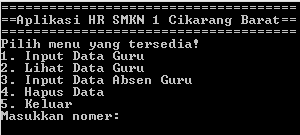 =====================================
==Aplikasi HR SMKN 1 Cikarang Barat==
=====================================
Pilih menu yang tersedia!
1. Input Data Guru
2. Lihat Data Guru
3. Input Data Absen Guru
4. Hapus Data
5. Keluar
Masukkan nomer: